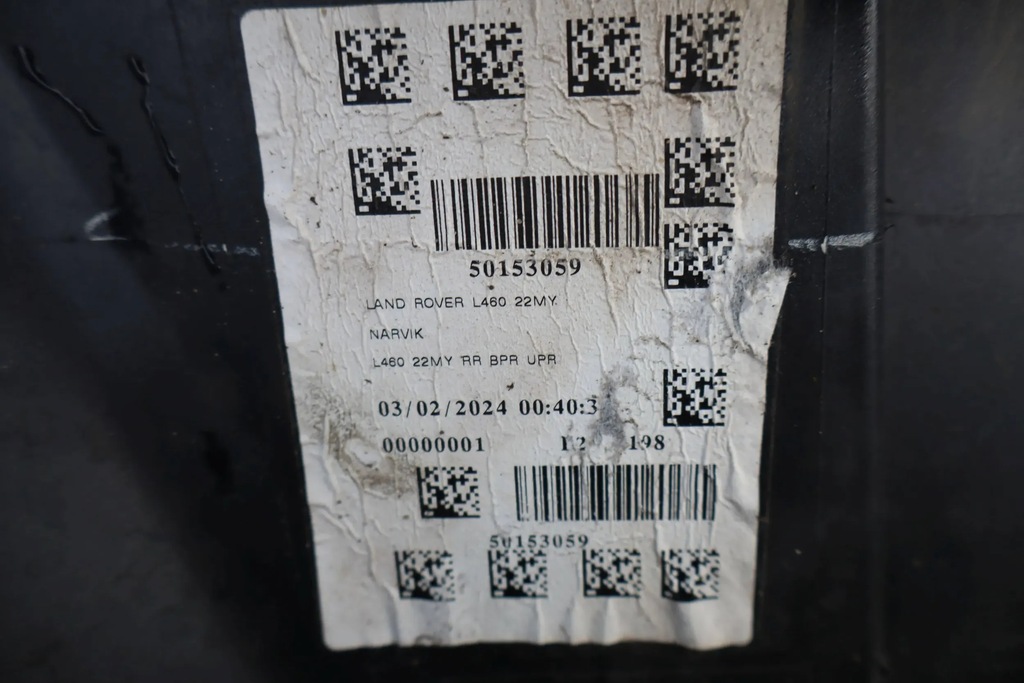 50153059
LAND ROVER L460 22MY
NARVIK
L460 22MY RR BPR UPR
03/02/2024 00:40:3
00000001 198
50153059